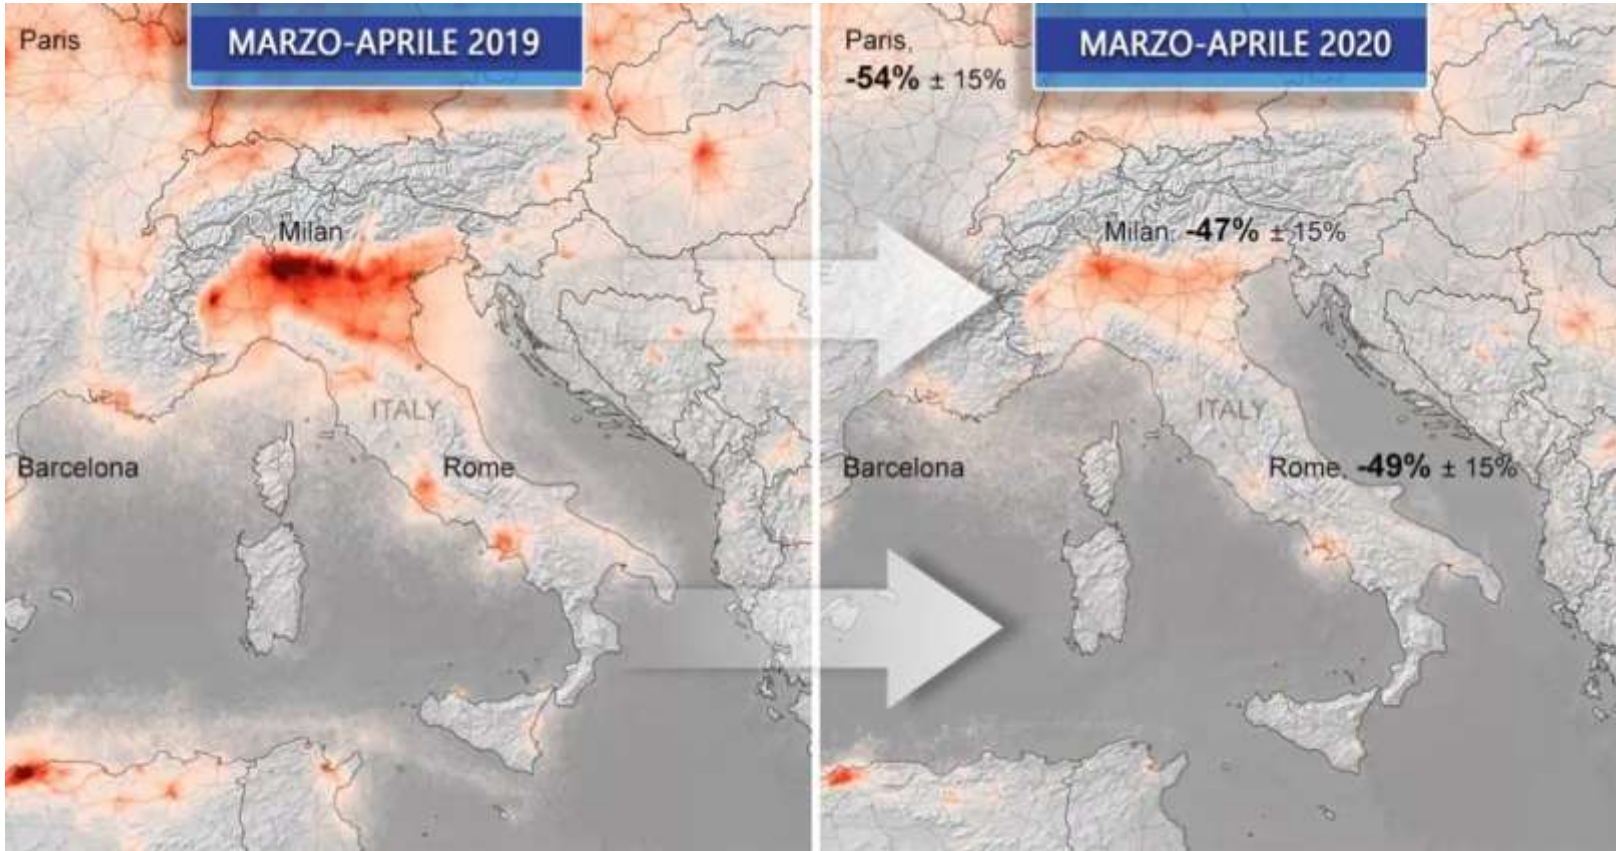 MARZO-APRILE 2019
Paris
Milan
ITALY
Barcelona
Rome
MARZO-APRILE 2020
Paris,
-54% ± 15%
Milan, -47% ± 15%
ITALY
Barcelona
Rome, -49% ± 15%